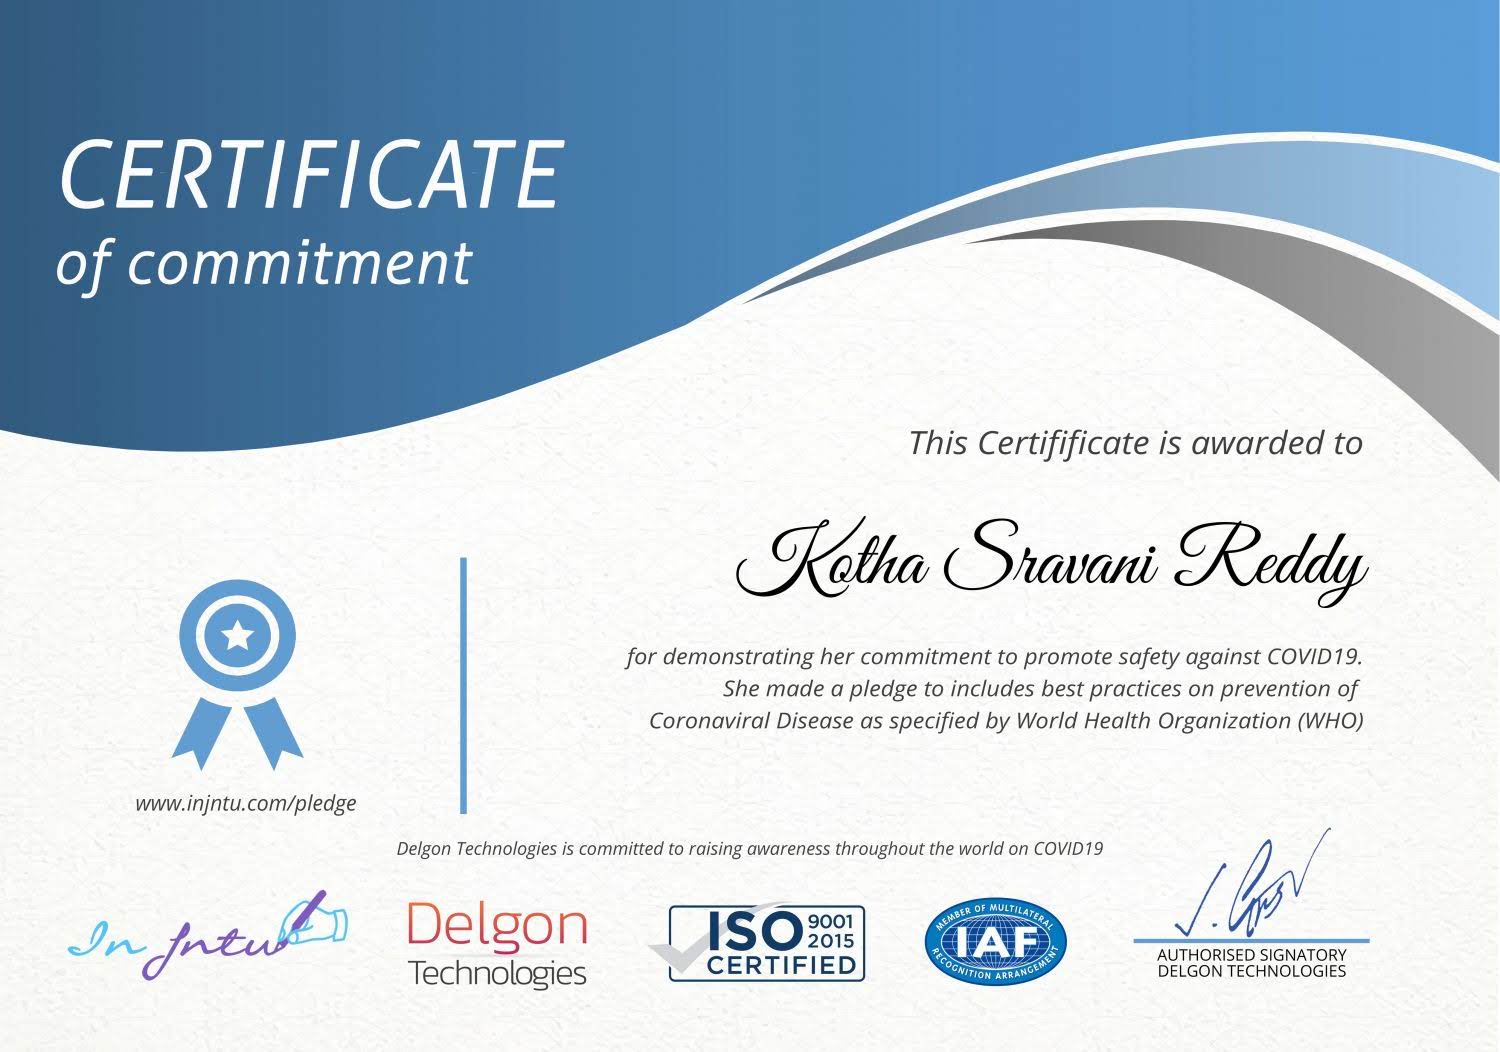 CERTIFICATE
of commitment
This Certifificate is awarded to
Kotha Sravani Reddy
for demonstrating her commitment to promote safety against COVID19.
She made a pledge to includes best practices on prevention of
Coronaviral Disease as specified by World Health Organization (WHO)
www.injntu.com/pledge
Delgon Technologies is committed to raising awareness throughout the world on COVID19
In Jntu
Delgon
Technologies
ISO 9001
2015
CERTIFIED
MEMBER OF MULTILATERAL
IAF
RECOGNITION ARRANGEMENT
AUTHORISED SIGNATORY
DELGON TECHNOLOGIES